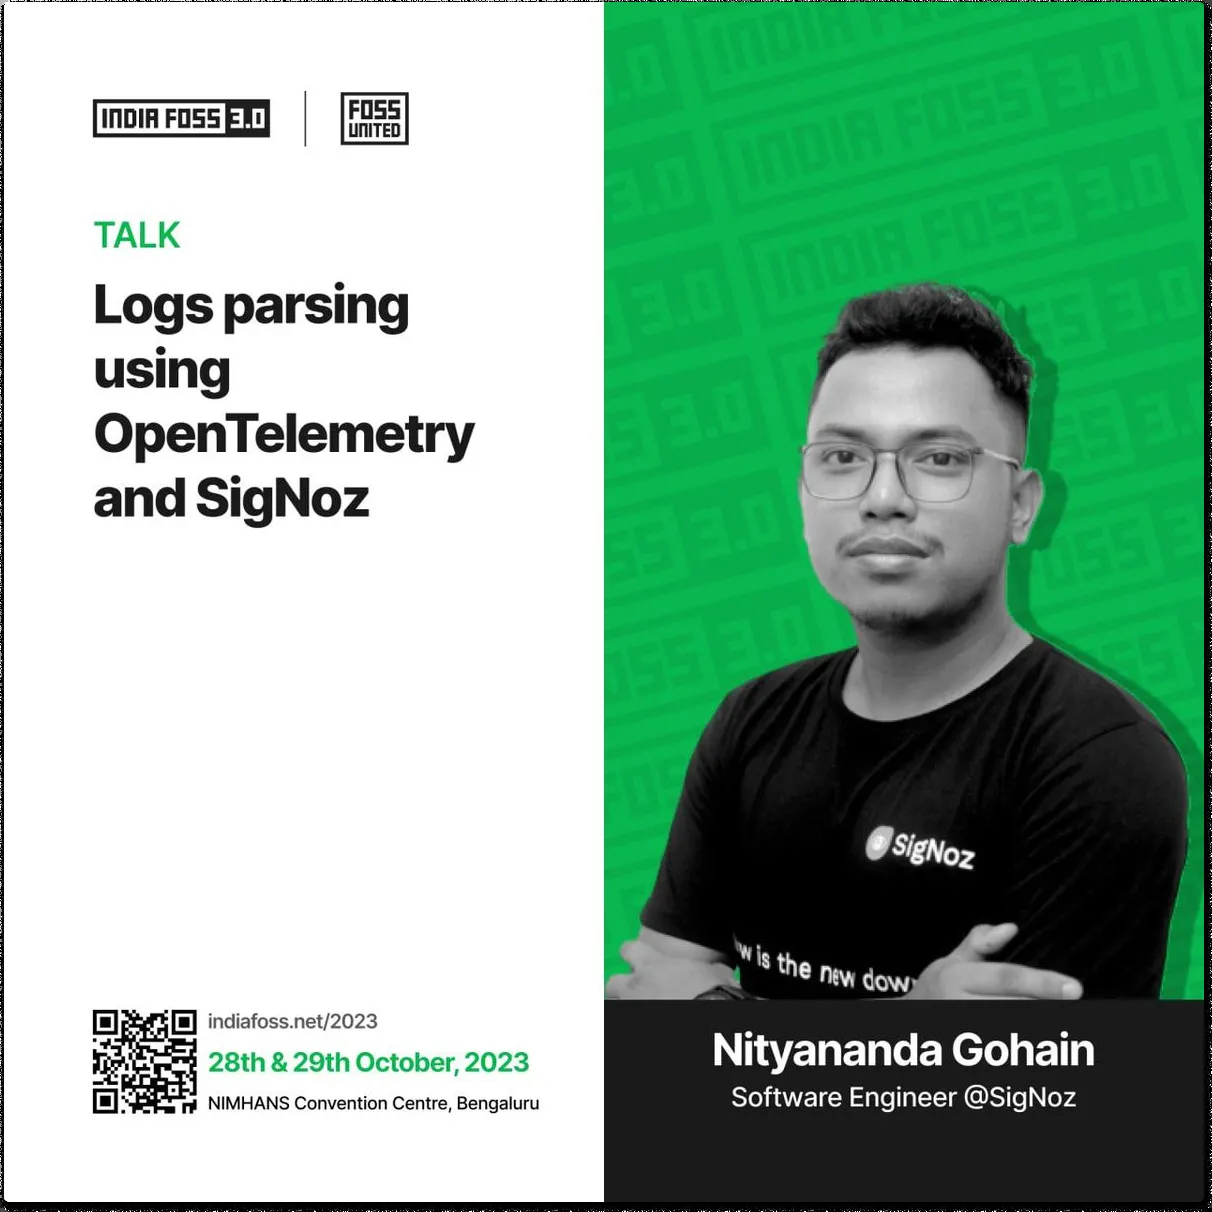 INDIA FOSS 3.0
FOSS
UNITED
TALK
Logs parsing
using
OpenTelemetry
and SigNoz
indiafoss.net/2023
28th & 29th October, 2023
NIMHANS Convention Centre, Bengaluru
SigNoz
is the new
Nityananda Gohain
Software Engineer @SigNoz